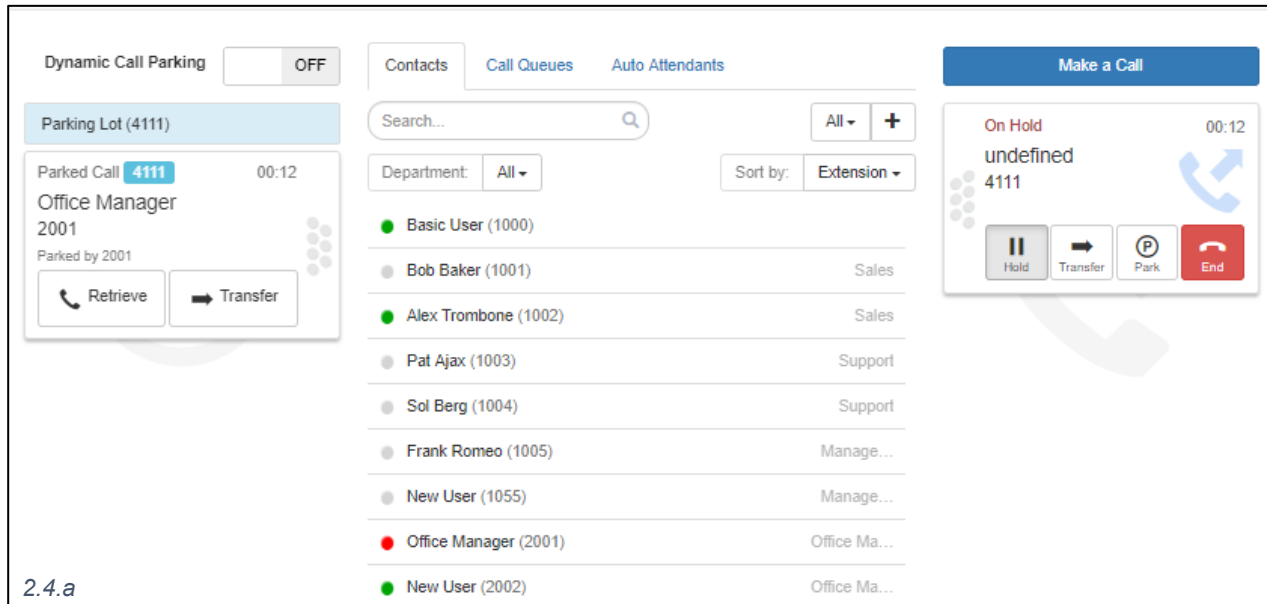 Dynamic Call Parking OFF
Parking Lot (4111)
Parked Call 4111 00:12
Office Manager
2001
Parked by 2001
Retrieve Transfer
Contacts Call Queues Auto Attendants
Search... All +
Department: All Sort by: Extension
Basic User (1000)
Bob Baker (1001) Sales
Alex Trombone (1002) Sales
Pat Ajax (1003) Support
Sol Berg (1004) Support
Frank Romeo (1005) Manage...
New User (1055) Manage...
Office Manager (2001) Office Ma...
New User (2002) Office Ma...
Make a Call
On Hold 00:12
undefined
4111
P
Hold Transfer Park End
2.4.a